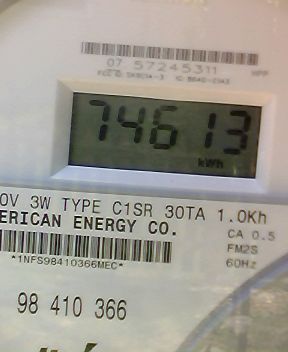 07 57245311
74613
kWh
0V 3W TYPE C1SR 30TA 1.0Kh
ERICAN ENERGY CO.
CA 0.5
FM2S
*1NFS98410366MEC*
60Hz
98 410 366